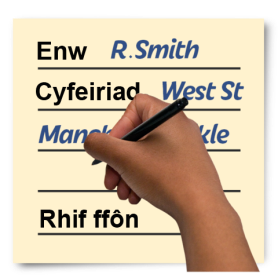 Enw R.Smith
Cyfeiriad West St
Rhif ffôn